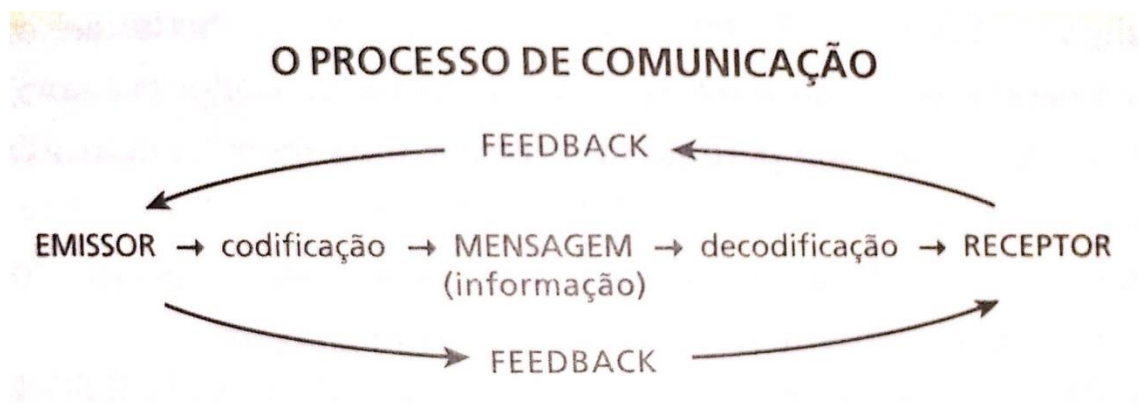 O PROCESSO DE COMUNICAÇÃO
FEEDBACK
EMISSOR → codificação → MENSAGEM → decodificação → RECEPTOR
(informação)
FEEDBACK